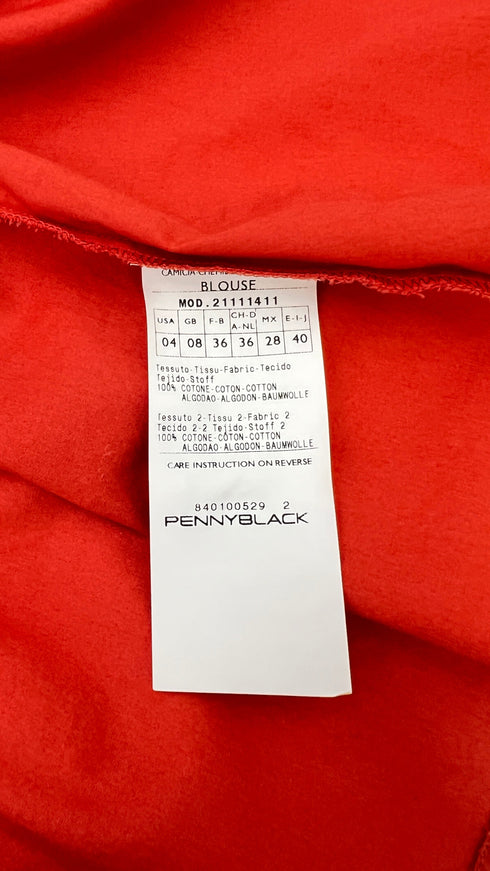 CAMICIA-CHEMIS
BLOUSE
MOD.21111411
USA GB F-B CH-D A-NL MX E-I-J
04 08 36 36 28 40
Tessuto-Tissu-Fabric-Tecido
Tejido-Stoff
100% COTONE-COTON-COTTON
ALGODAO-ALGODON-BAUMWOLLE
Tessuto 2-Tissu 2-Fabric 2
Tecido 2-2 Tejido-Stoff 2
100% COTONE-COTON-COTTON
ALGODAO-ALGODON-BAUMWOLLE
CARE INSTRUCTION ON REVERSE
840100529 2
PENNYBLACK